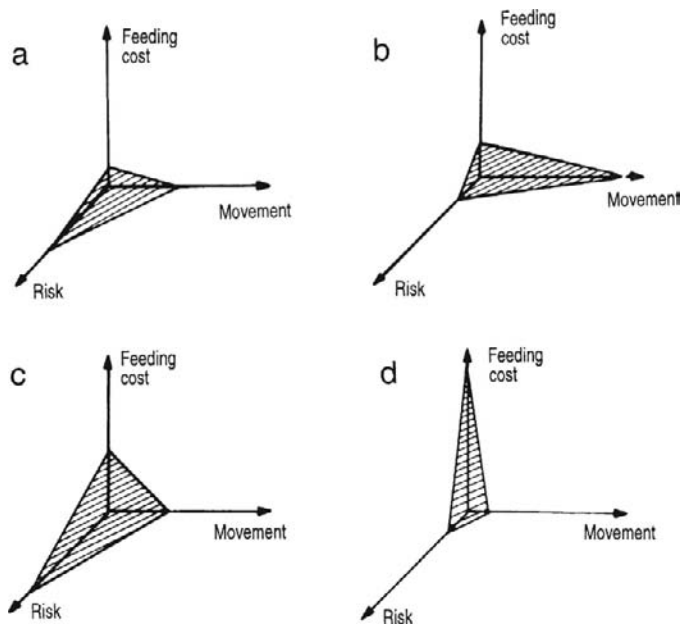 a
Feeding
cost
Movement
Risk
b
Feeding
cost
Movement
Risk
c
Feeding
cost
Movement
Risk
d
Feeding
cost
Movement
Risk